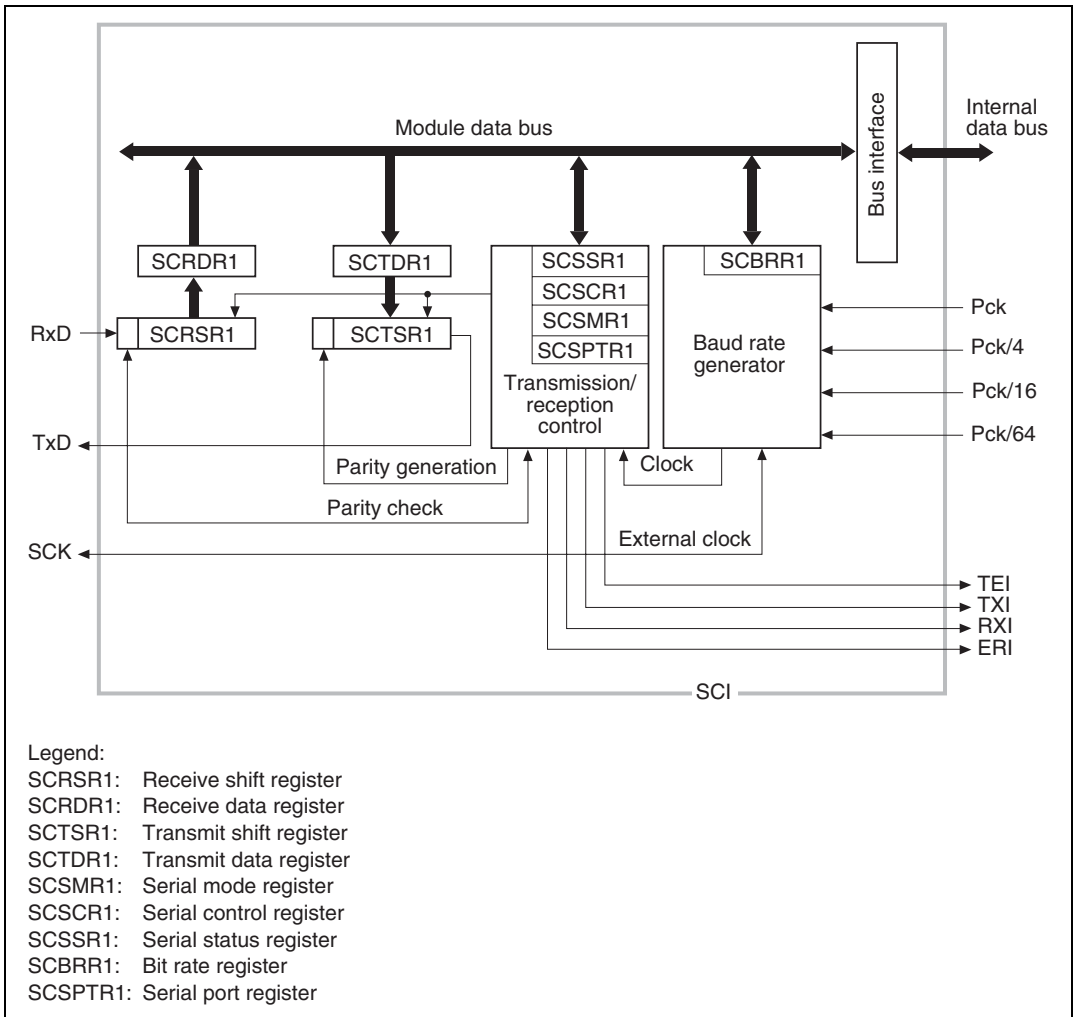 Module data bus
Bus interface
Internal
data bus
SCRDR1
SCTDR1
SCSSR1
SCBRR1
SCSCR1
SCSMR1
SCSPTR1
RxD
SCRSR1
SCTSR1
Transmission/
reception
control
Baud rate
generator
Pck
Pck/4
Pck/16
Pck/64
TxD
Parity generation
Clock
Parity check
SCK
External clock
TEI
TXI
RXI
ERI
SCI
Legend:
SCRSR1: Receive shift register
SCRDR1: Receive data register
SCTSR1: Transmit shift register
SCTDR1: Transmit data register
SCSMR1: Serial mode register
SCSCR1: Serial control register
SCSSR1: Serial status register
SCBRR1: Bit rate register
SCSPTR1: Serial port register